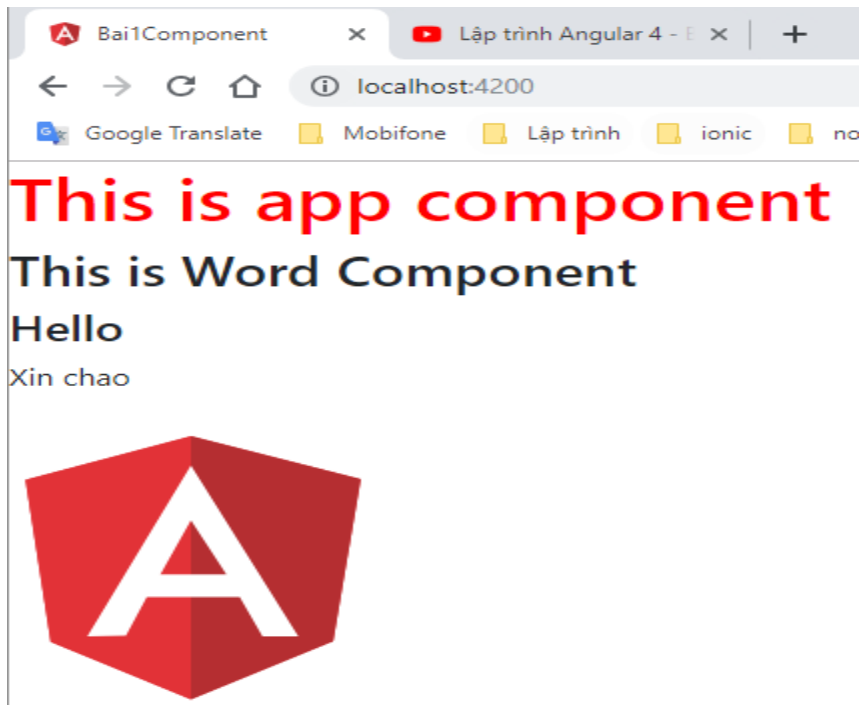 Bai1Component
Lập trình Angular 4 -
localhost:4200
Google Translate Mobifone Lập trình ionic no
This is app component
This is Word Component
Hello
Xin chao